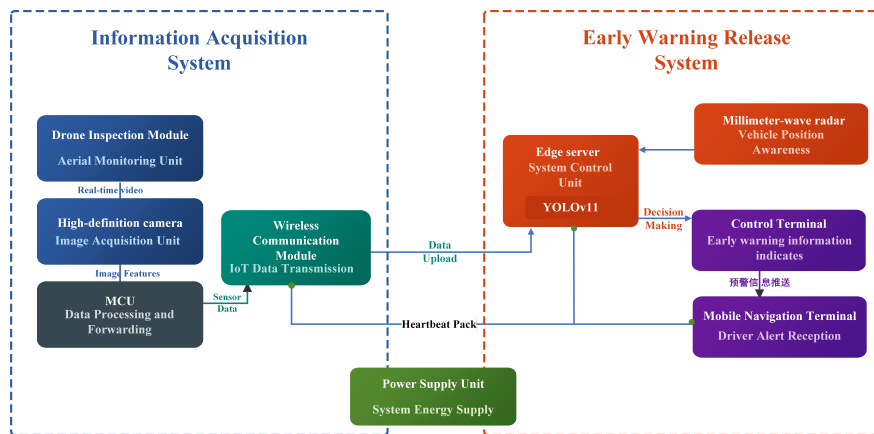 Information Acquisition
System
Drone Inspection Module
Aerial Monitoring Unit
Real-time video
High-definition camera
Image Acquisition Unit
Image Features
MCU
Data Processing and
Forwarding
Sensor
Data
Wireless
Communication
Module
IoT Data Transmission
Data
Upload
Heartbeat Pack
Power Supply Unit
System Energy Supply
Early Warning Release
System
Edge server
System Control
Unit
YOLOv11
Millimeter-wave radar
Vehicle Position
Awareness
Decision
Making
Control Terminal
Early warning information
indicates
预警信息推送
Mobile Navigation Terminal
Driver Alert Reception